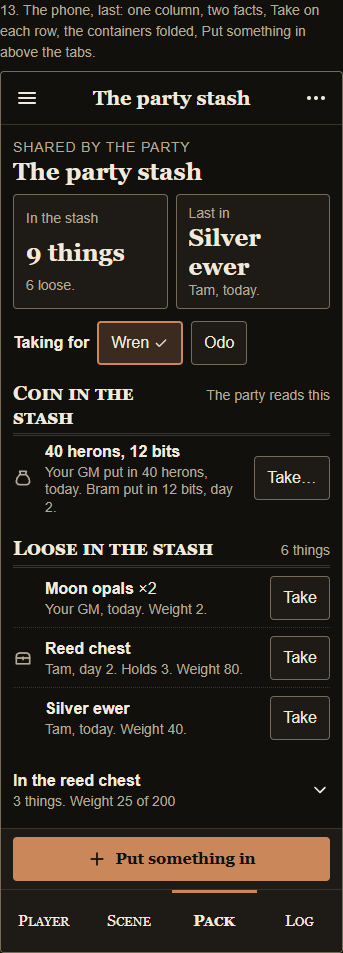 13. The phone, last: one column, two facts, Take on
each row, the containers folded, Put something in
above the tabs.
The party stash
SHARED BY THE PARTY
The party stash
In the stash
9 things
6 loose.
Last in
Silver
ewer
Tam, today.
Taking for
Wren
Odo
COIN IN THE
STASH
The party reads this
40 herons, 12 bits
Your GM put in 40 herons,
today. Bram put in 12 bits, day
2.
Take...
LOOSE IN THE STASH
6 things
Moon opals ×2
Your GM, today. Weight 2.
Take
Reed chest
Tam, day 2. Holds 3. Weight 80.
Take
Silver ewer
Tam, today. Weight 40.
Take
In the reed chest
3 things. Weight 25 of 200
+ Put something in
PLAYER
SCENE
PACK
LOG